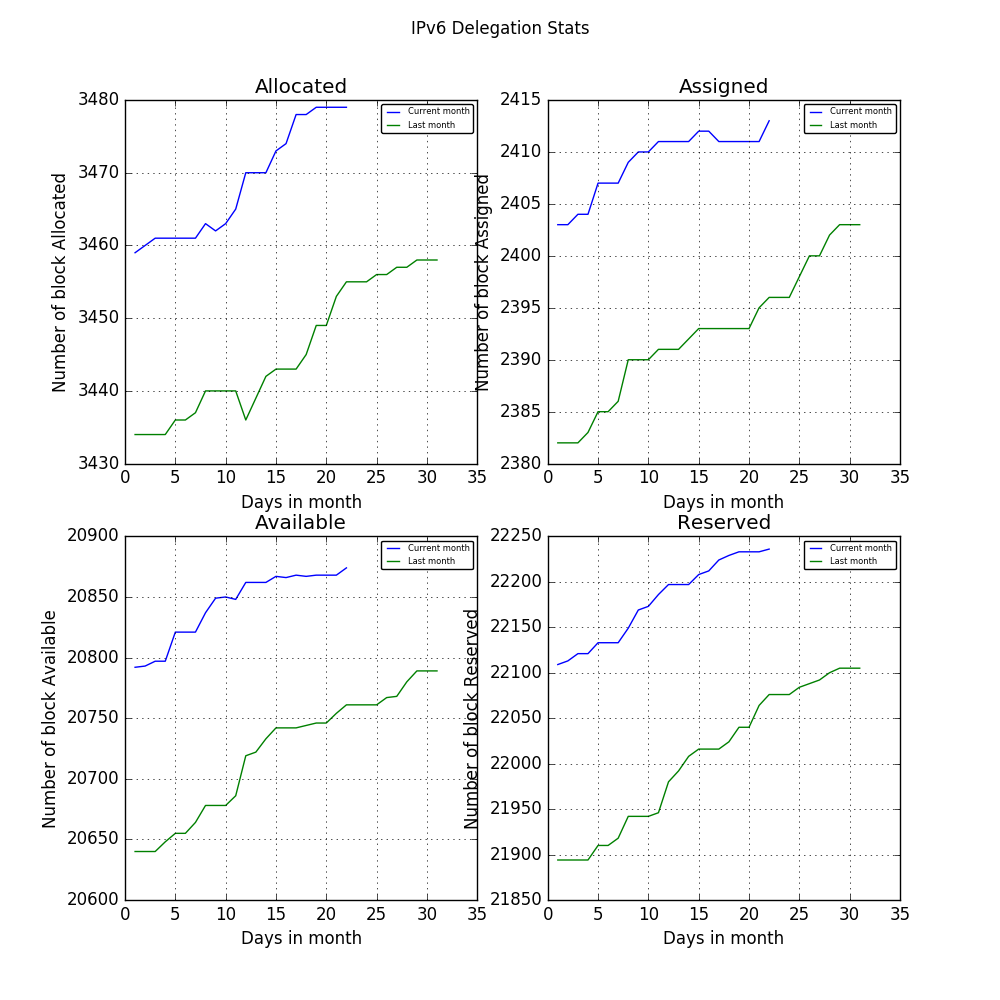 IPv6 Delegation Stats
Allocated
Number of block Allocated
3480
3470
3460
3450
3440
3430
0 5 10 15 20 25 30 35
Days in month
Current month
Last month
Assigned
Number of block Assigned
2415
2410
2405
2400
2395
2390
2385
2380
0 5 10 15 20 25 30 35
Days in month
Current month
Last month
Available
Number of block Available
20900
20850
20800
20750
20700
20650
20600
0 5 10 15 20 25 30 35
Days in month
Current month
Last month
Reserved
Number of block Reserved
22250
22200
22150
22100
22050
22000
21950
21900
21850
0 5 10 15 20 25 30 35
Days in month
Current month
Last month